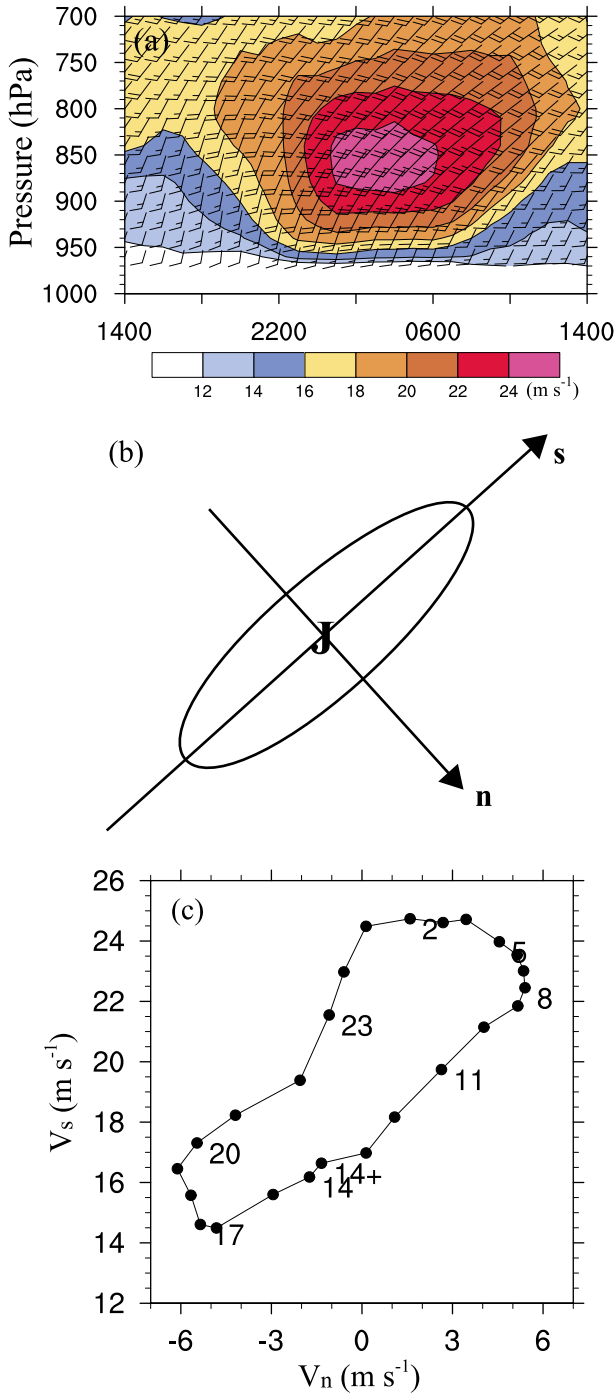 (a)
Pressure (hPa)
700
750
800
850
900
950
1000
1400 2200 0600 1400
12 14 16 18 20 22 24 (m s⁻¹)
(b)
s
J
n
(c)
Vₛ (m s⁻¹)
26
24
22
20
18
16
14
12
2
5
8
23
11
20
14+
14
17
-6 -3 0 3 6
Vₙ (m s⁻¹)